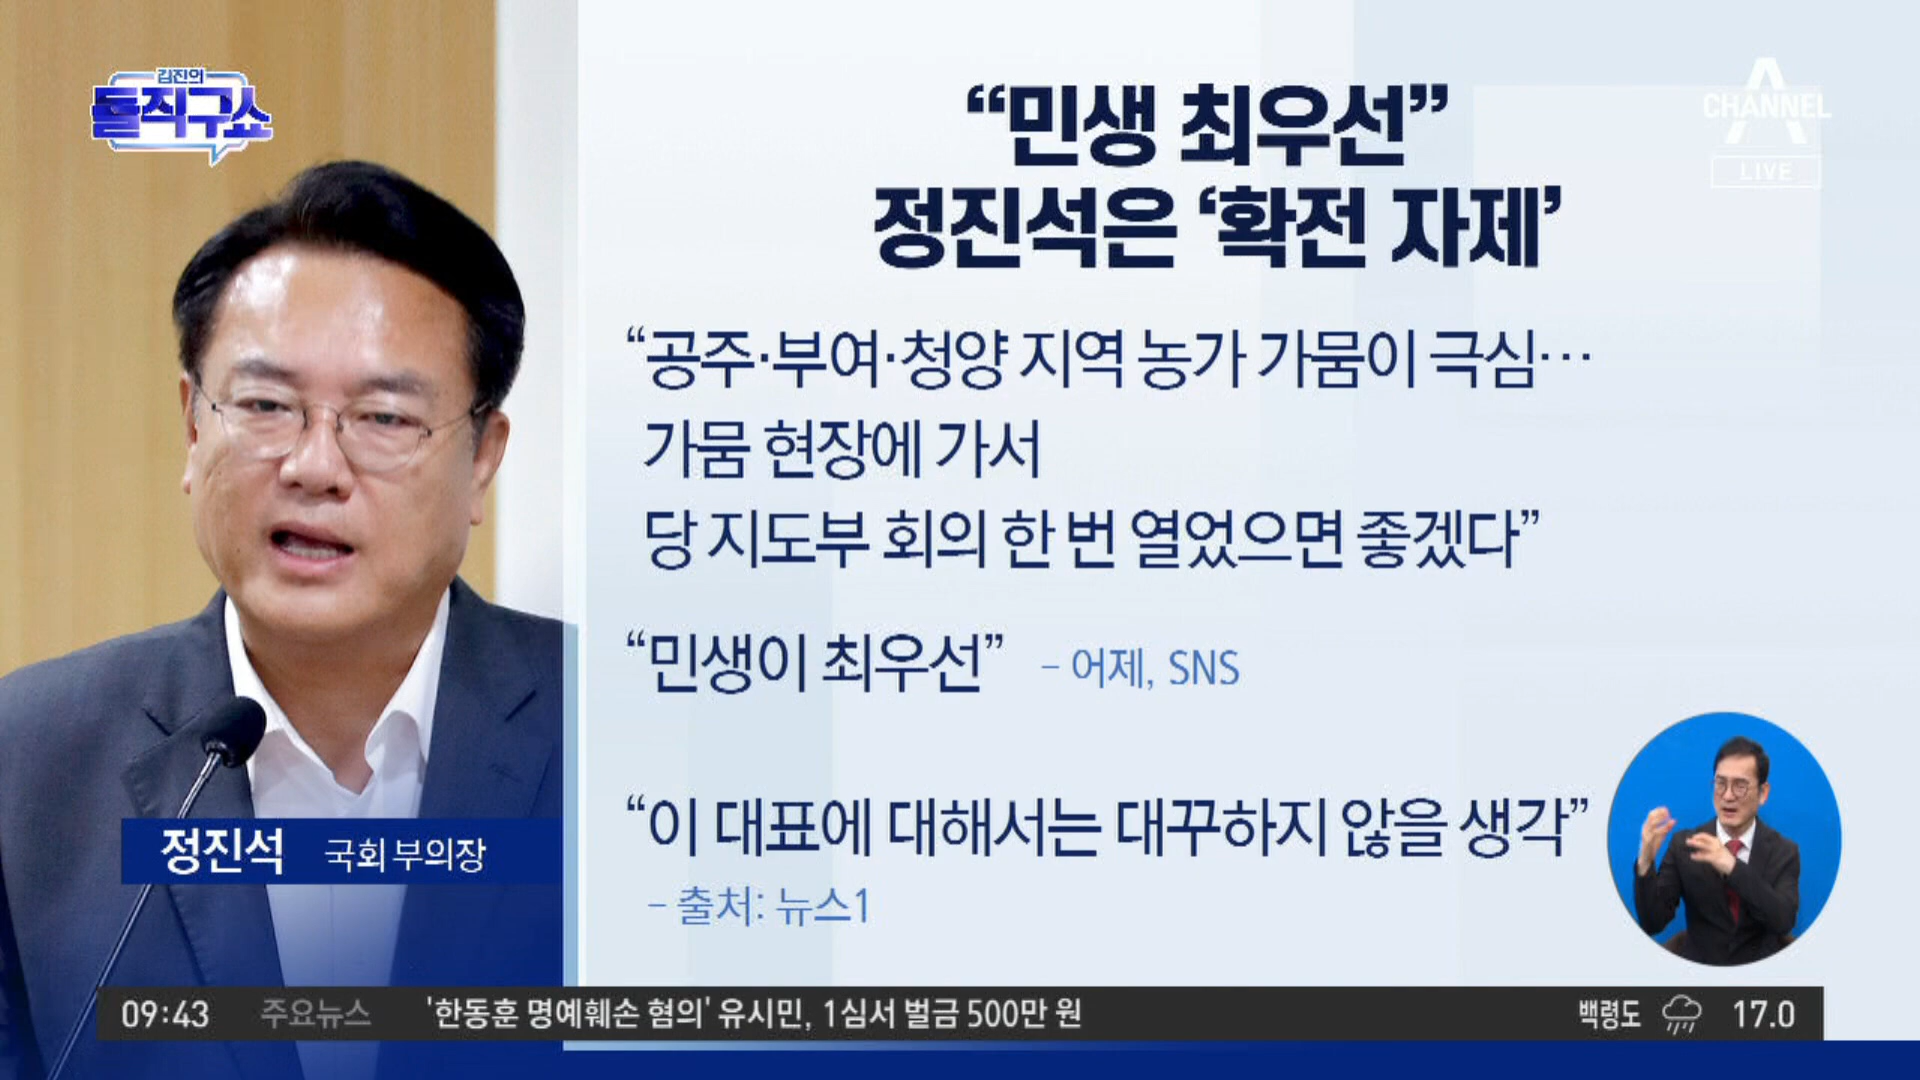 김진의
돌직구쇼
CHANNEL A
LIVE
“민생 최우선”
정진석은 ‘확전 자제’
“공주·부여·청양 지역 농가 가뭄이 극심…
가뭄 현장에 가서
당 지도부 회의 한 번 열었으면 좋겠다”
“민생이 최우선” - 어제, SNS
“이 대표에 대해서는 대꾸하지 않을 생각”
- 출처: 뉴스1
정진석 국회 부의장
09:43 주요뉴스 '한동훈 명예훼손 혐의' 유시민, 1심서 벌금 500만 원 백령도 17.0